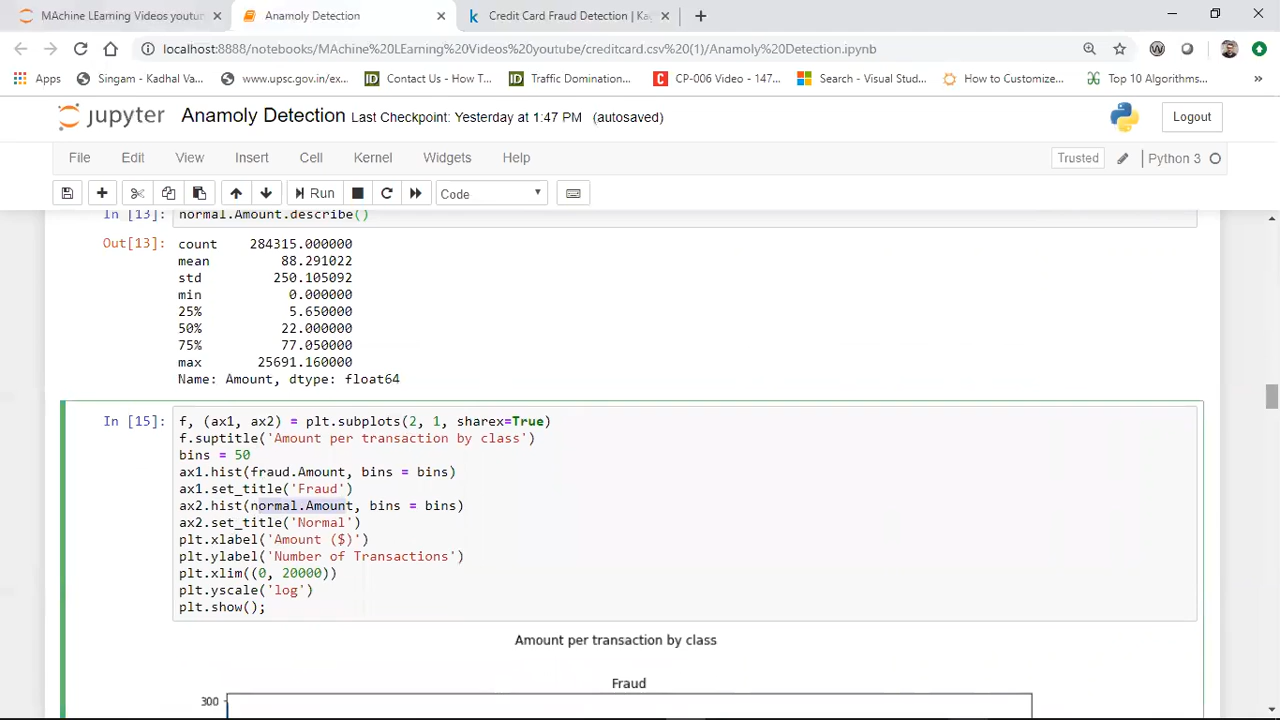 MAchine LEarning Videos youtu
Anamoly Detection
Credit Card Fraud Detection | Ka
localhost:8888/notebooks/MAchine%20LEarning%20Videos%20youtube/creditcard.csv%20(1)/Anamoly%20Detection.ipynb
Apps
Singam - Kadhal Va...
www.upsc.gov.in/ex...
Contact Us - How T...
Traffic Domination...
CP-006 Video - 147...
Search - Visual Stud...
How to Customize...
Top 10 Algorithms...
»
jupyter Anamoly Detection Last Checkpoint: Yesterday at 1:47 PM (autosaved)
Logout
File Edit View Insert Cell Kernel Widgets Help
Trusted
Python 3
Run
Code
In [13]: normal.Amount.describe()
Out[13]: count 284315.000000
mean 88.291022
std 250.105092
min 0.000000
25% 5.650000
50% 22.000000
75% 77.050000
max 25691.160000
Name: Amount, dtype: float64
In [15]: f, (ax1, ax2) = plt.subplots(2, 1, sharex=True)
f.suptitle('Amount per transaction by class')
bins = 50
ax1.hist(fraud.Amount, bins = bins)
ax1.set_title('Fraud')
ax2.hist(normal.Amount, bins = bins)
ax2.set_title('Normal')
plt.xlabel('Amount ($)')
plt.ylabel('Number of Transactions')
plt.xlim((0, 20000))
plt.yscale('log')
plt.show();
Amount per transaction by class
Fraud
300